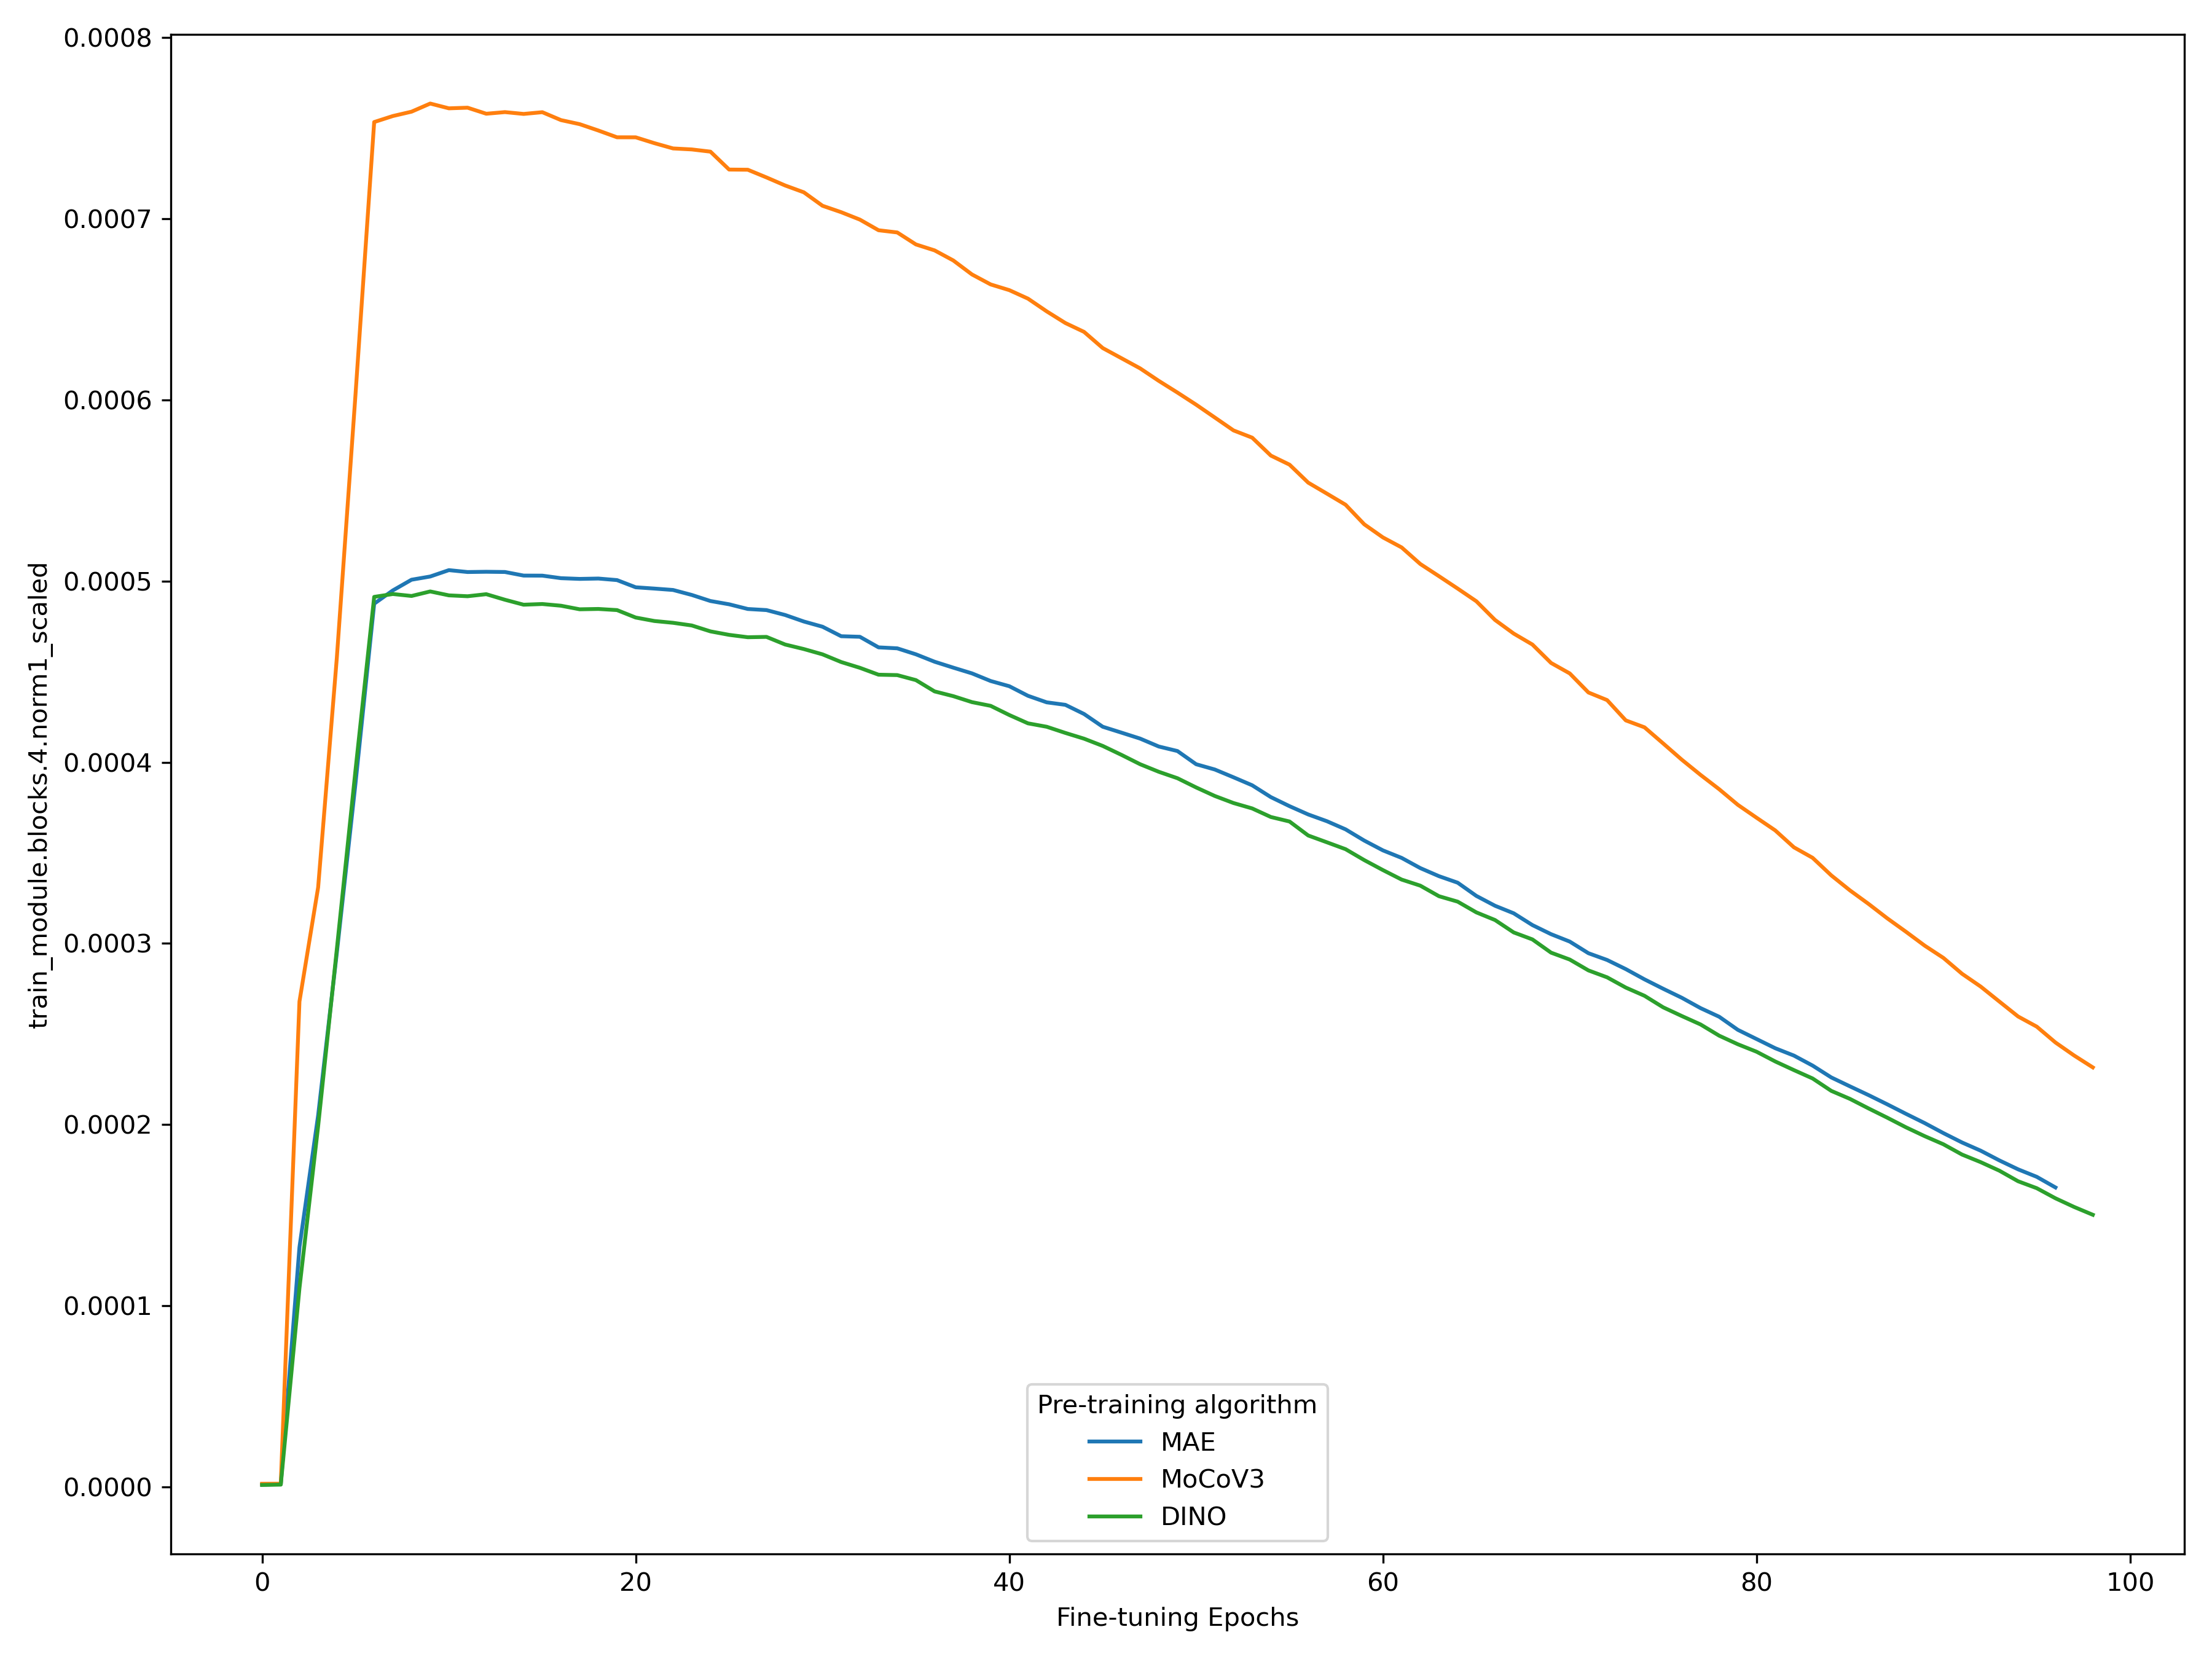 0.0008
0.0007
0.0006
0.0005
0.0004
0.0003
0.0002
0.0001
0.0000
train_module.blocks.4.norm1_scaled
Pre-training algorithm
MAE
MoCoV3
DINO
0 20 40 60 80 100
Fine-tuning Epochs